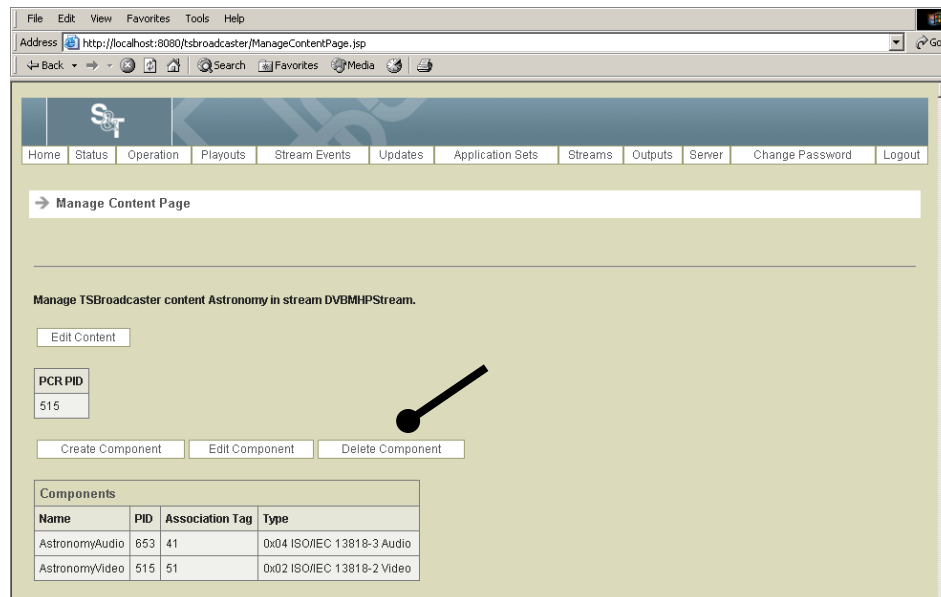 File Edit View Favorites Tools Help
Address http://localhost:8080/tsbroadcaster/ManageContentPage.jsp Go
Back Search Favorites Media
S&T
Home Status Operation Playouts Stream Events Updates Application Sets Streams Outputs Server Change Password Logout
Manage Content Page
Manage TSBroadcaster content Astronomy in stream DVBMHPStream.
Edit Content
PCR PID
515
Create Component Edit Component Delete Component
Components
Name PID Association Tag Type
AstronomyAudio 653 41 0x04 ISO/IEC 13818-3 Audio
AstronomyVideo 515 51 0x02 ISO/IEC 13818-2 Video